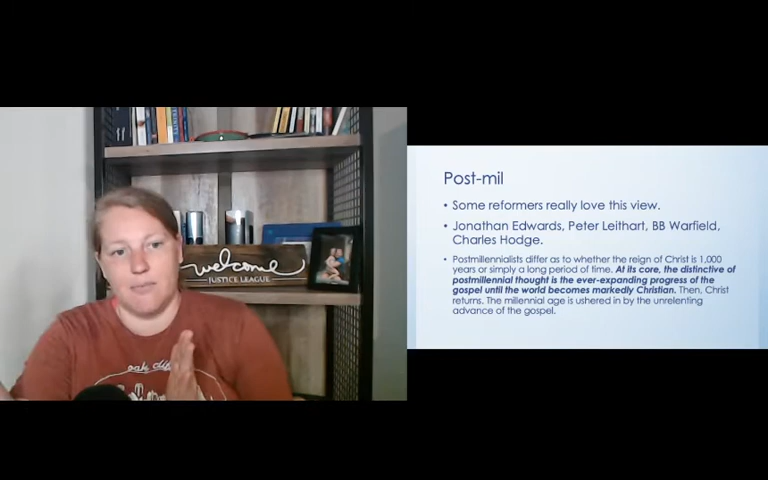 welcome
JUSTICE LEAGUE
oak cliff
Post-mil
• Some reformers really love this view.
• Jonathan Edwards, Peter Leithart, BB Warfield,
Charles Hodge.
• Postmillennialists differ as to whether the reign of Christ is 1,000
years or simply a long period of time. At its core, the distinctive of
postmillennial thought is the ever-expanding progress of the
gospel until the world becomes markedly Christian. Then, Christ
returns. The millennial age is ushered in by the unrelenting
advance of the gospel.